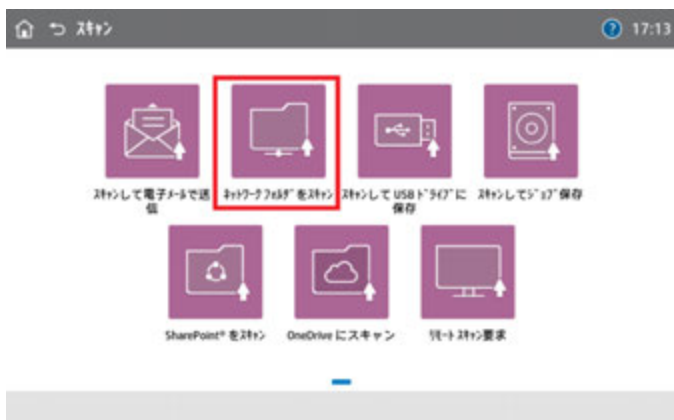 ｽｷｬﾝ
17:13
ｽｷｬﾝして電子ﾒｰﾙで送
信
ﾈｯﾄﾜｰｸ ﾌｫﾙﾀﾞをｽｷｬﾝ
ｽｷｬﾝして USB ﾄﾞﾗｲﾌﾞに
保存
ｽｷｬﾝしてｼﾞｮﾌﾞ保存
SharePoint® をｽｷｬﾝ
OneDrive にスキャン
ﾘﾓｰﾄ ｽｷｬﾝ要求